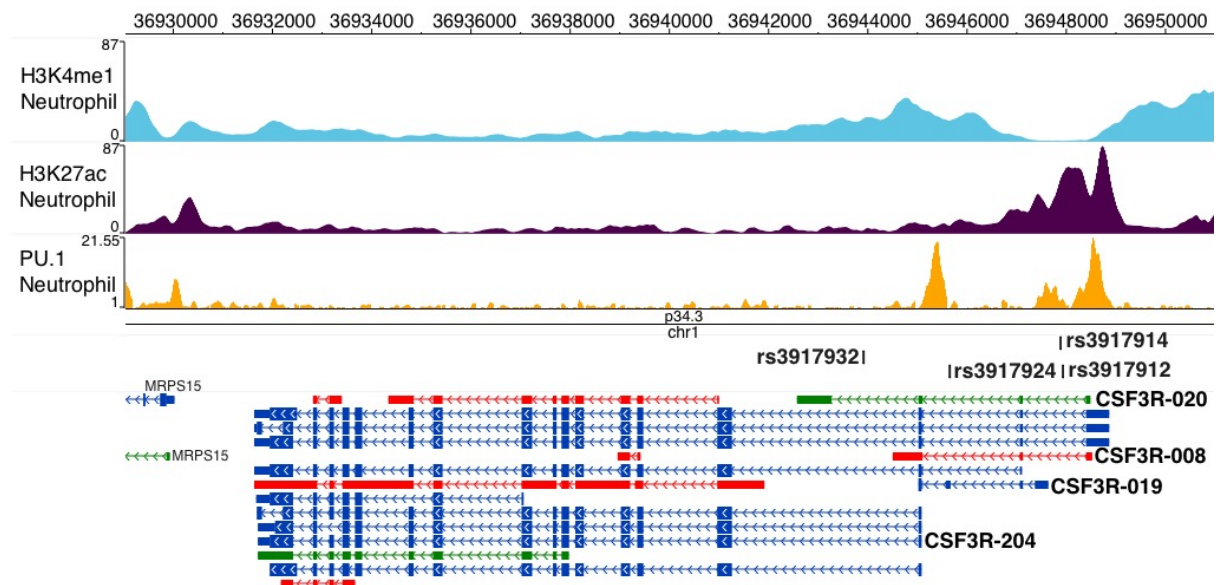 36930000 36932000 36934000 36936000 36938000 36940000 36942000 36944000 36946000 36948000 36950000
87
H3K4me1
Neutrophil
0
87
H3K27ac
Neutrophil
0
21.55
PU.1
Neutrophil
1
p34.3
chr1
rs3917914
rs3917932
rs3917924 rs3917912
MRPS15
CSF3R-020
MRPS15
CSF3R-008
CSF3R-019
CSF3R-204